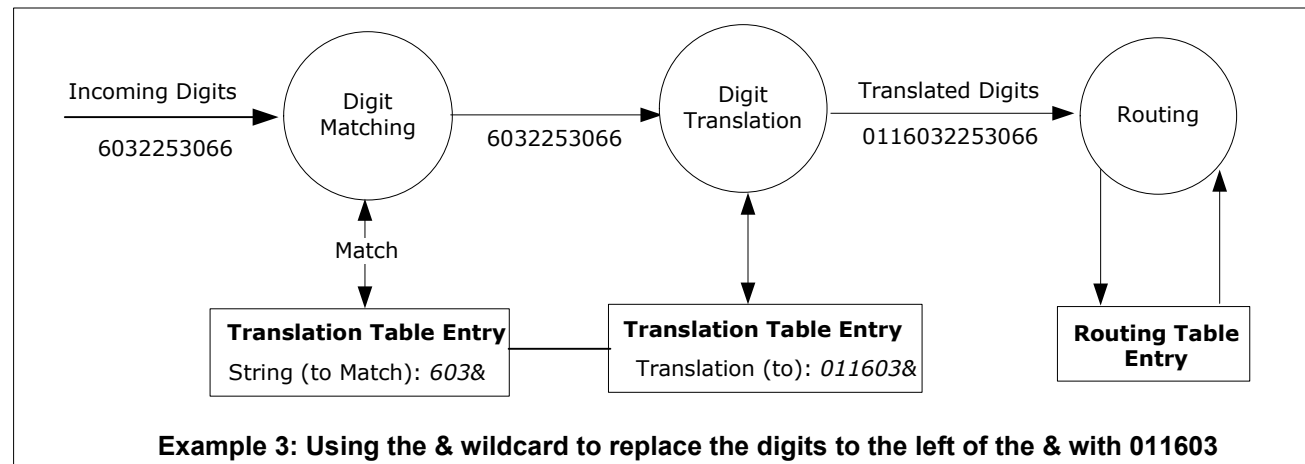 Incoming Digits
6032253066
Digit
Matching
6032253066
Digit
Translation
Translated Digits
0116032253066
Routing
Match
Translation Table Entry
String (to Match): 603&
Translation Table Entry
Translation (to): 011603&
Routing Table
Entry
Example 3: Using the & wildcard to replace the digits to the left of the & with 011603